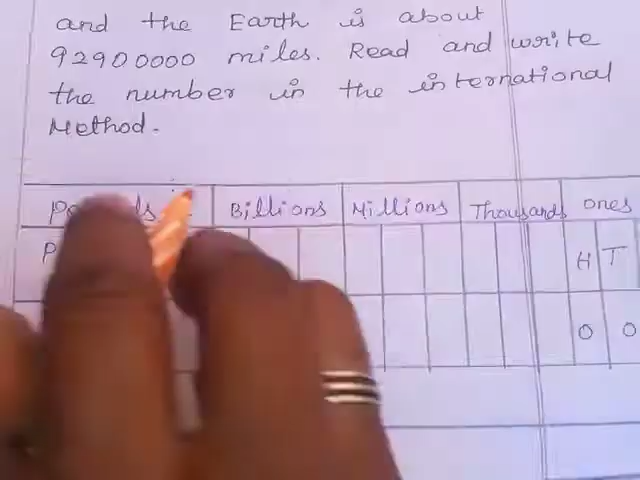 and the Earth is about
92900000 miles. Read and write
the number in the international
Method.
Billions Millions Thousands ones
H T
0 0